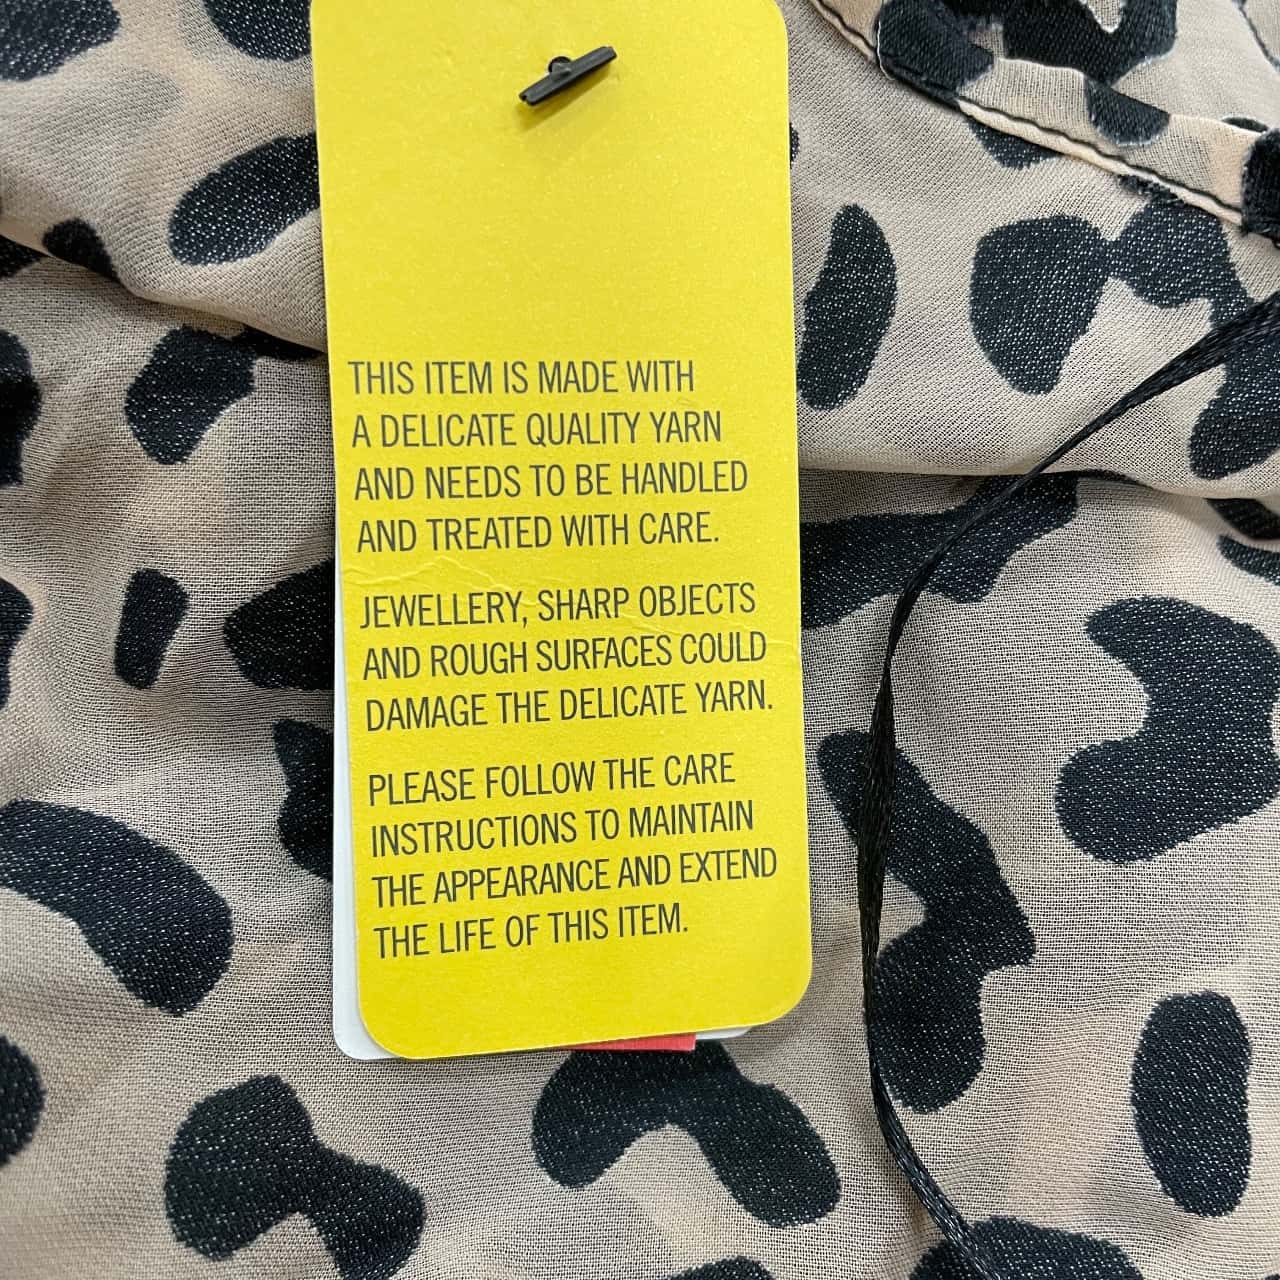 THIS ITEM IS MADE WITH
A DELICATE QUALITY YARN
AND NEEDS TO BE HANDLED
AND TREATED WITH CARE.
JEWELLERY, SHARP OBJECTS
AND ROUGH SURFACES COULD
DAMAGE THE DELICATE YARN.
PLEASE FOLLOW THE CARE
INSTRUCTIONS TO MAINTAIN
THE APPEARANCE AND EXTEND
THE LIFE OF THIS ITEM.